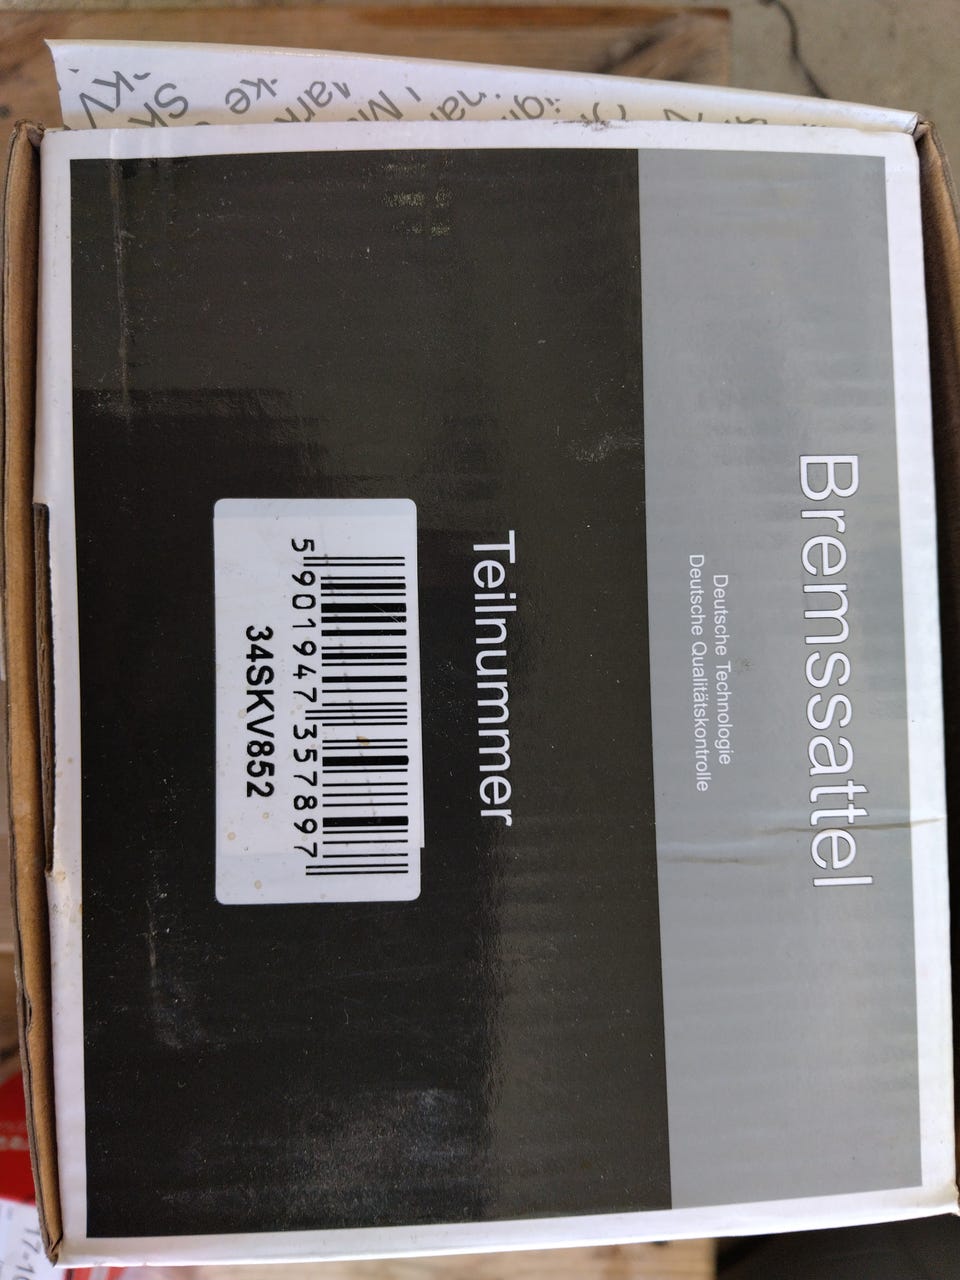 Bremssattel
Deutsche Technologie
Deutsche Qualitätskontrolle
Teilnummer
5 901947 357897
34SKV852